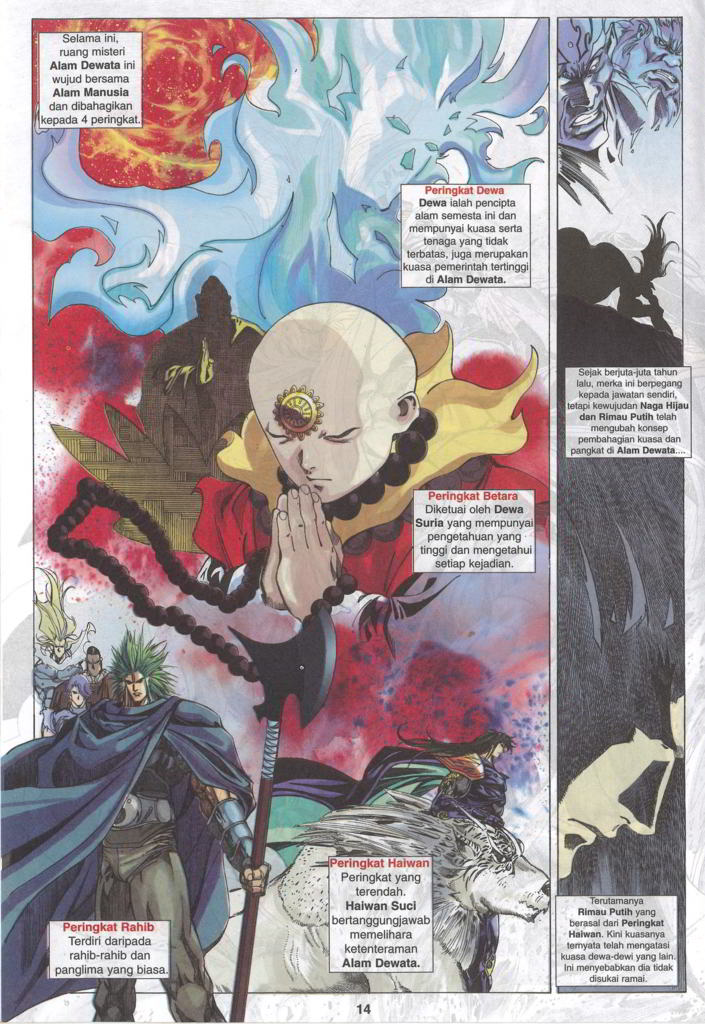 Selama ini,
ruang misteri
Alam Dewata ini
wujud bersama
Alam Manusia
dan dibahagikan
kepada 4 peringkat.
Peringkat Dewa
Dewa ialah pencipta
alam semesta ini dan
mempunyai kuasa serta
tenaga yang tidak
terbatas, juga merupakan
kuasa pemerintah tertinggi
di Alam Dewata.
Peringkat Betara
Diketuai oleh Dewa
Suria yang mempunyai
pengetahuan yang
tinggi dan mengetahui
setiap kejadian.
Peringkat Haiwan
Peringkat yang
terendah.
Haiwan Suci
bertanggungjawab
memelihara
ketenteraman
Alam Dewata.
Peringkat Rahib
Terdiri daripada
rahib-rahib dan
panglima yang biasa.
Sejak berjuta-juta tahun
lalu, merka ini berpegang
kepada jawatan sendiri,
tetapi kewujudan Naga Hijau
dan Rimau Putih telah
mengubah konsep
pembahagian kuasa dan
pangkat di Alam Dewata....
Terutamanya
Rimau Putih yang
berasal dari Peringkat
Haiwan. Kini kuasanya
ternyata telah mengatasi
kuasa dewa-dewi yang lain.
Ini menyebabkan dia tidak
disukai ramai.
14